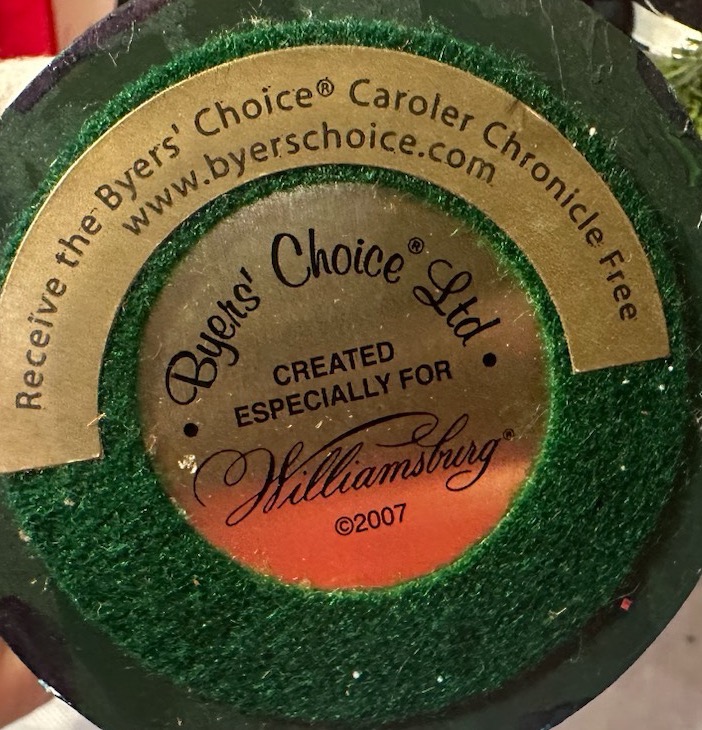 Receive the Byers' Choice® Caroler Chronicle Free
www.byerschoice.com
Byers' Choice® Ltd
CREATED
ESPECIALLY FOR
Williamsburg®
©2007